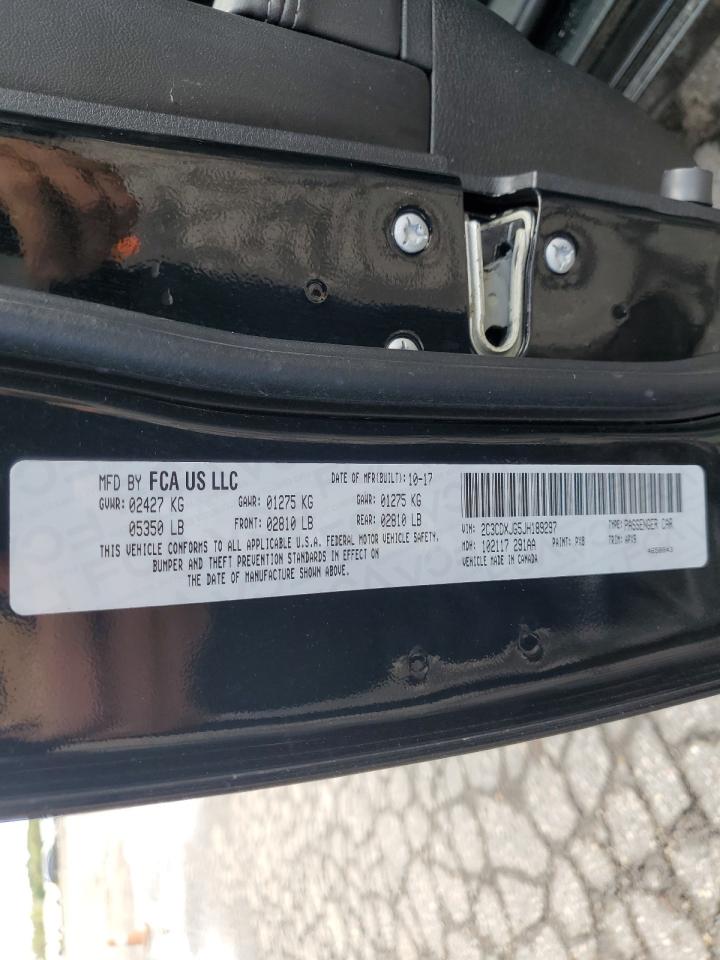 MFD BY FCA US LLC DATE OF MFR(BUILT): 10-17
GVWR: 02427 KG GAWR: 01275 KG GAWR: 01275 KG
05350 LB FRONT: 02810 LB REAR: 02810 LB
THIS VEHICLE CONFORMS TO ALL APPLICABLE U.S.A. FEDERAL MOTOR VEHICLE SAFETY,
BUMPER AND THEFT PREVENTION STANDARDS IN EFFECT ON
THE DATE OF MANUFACTURE SHOWN ABOVE.
VIN: 2C3CDXJG5JH189297 TYPE: PASSENGER CAR
MDH: 102117 291AA PAINT: PX8 TRIM: APX9
VEHICLE MADE IN CANADA